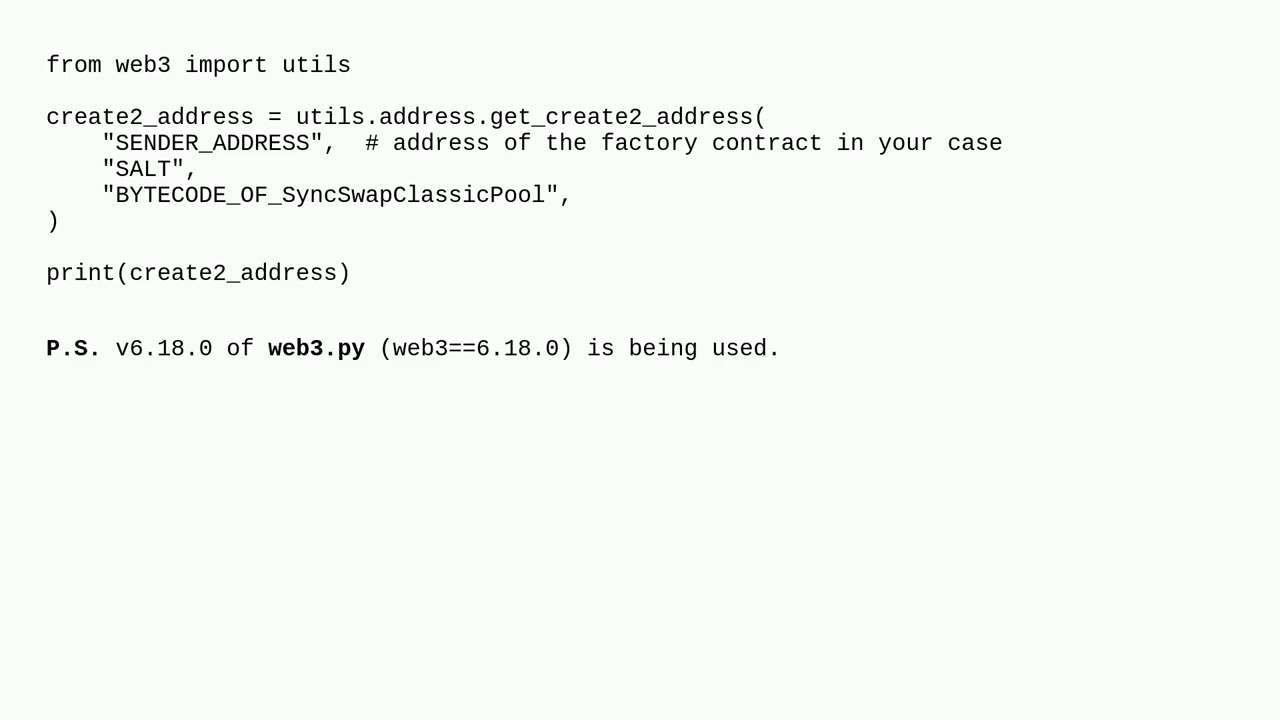 from web3 import utils
create2_address = utils.address.get_create2_address(
    "SENDER_ADDRESS",  # address of the factory contract in your case
    "SALT",
    "BYTECODE_OF_SyncSwapClassicPool",
)
print(create2_address)
P.S. v6.18.0 of web3.py (web3==6.18.0) is being used.